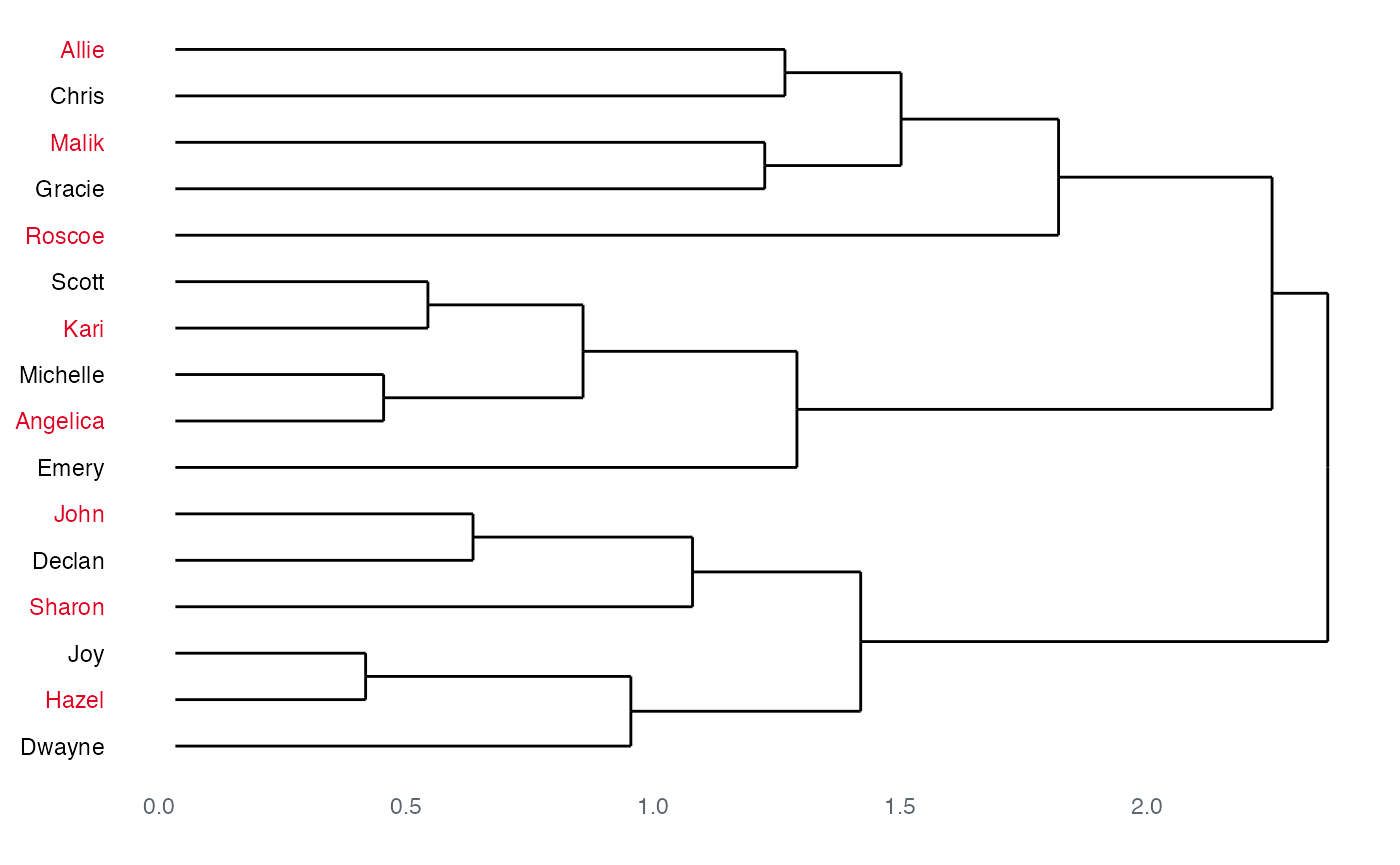 Allie
Chris
Malik
Gracie
Roscoe
Scott
Kari
Michelle
Angelica
Emery
John
Declan
Sharon
Joy
Hazel
Dwayne
0.0 0.5 1.0 1.5 2.0